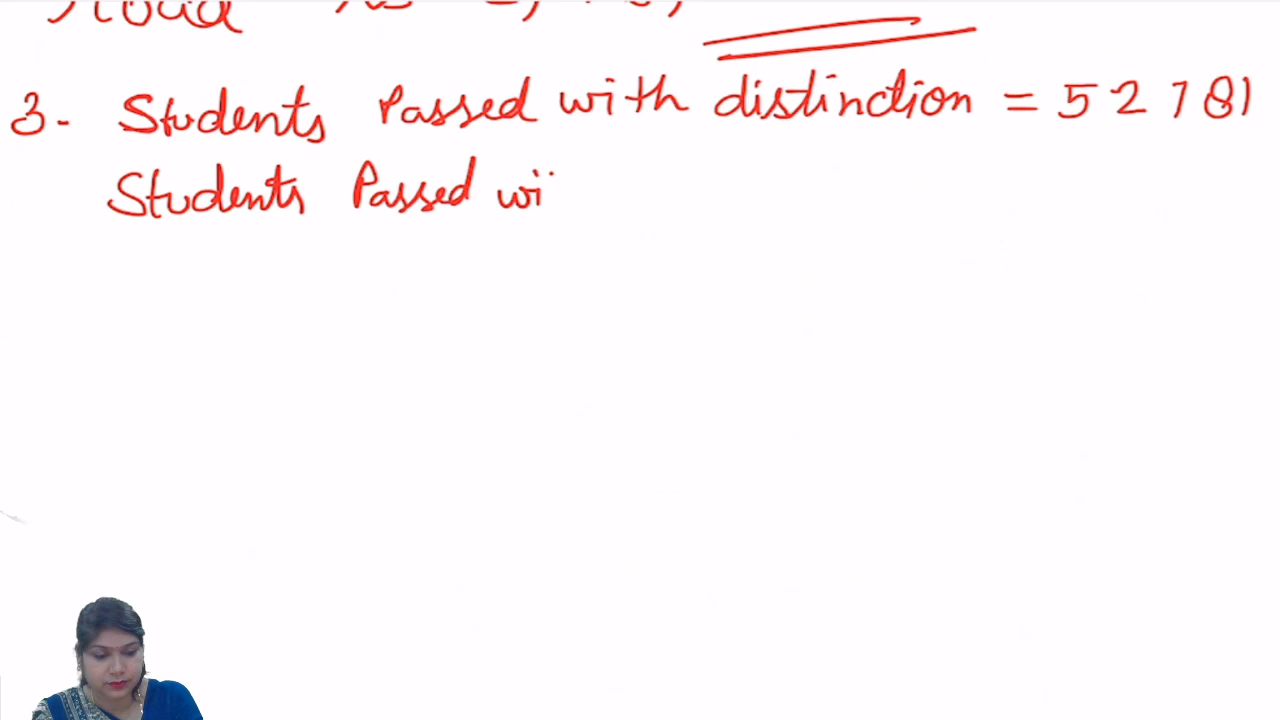 3. Students Passed with distinction = 52781
Students Passed wi